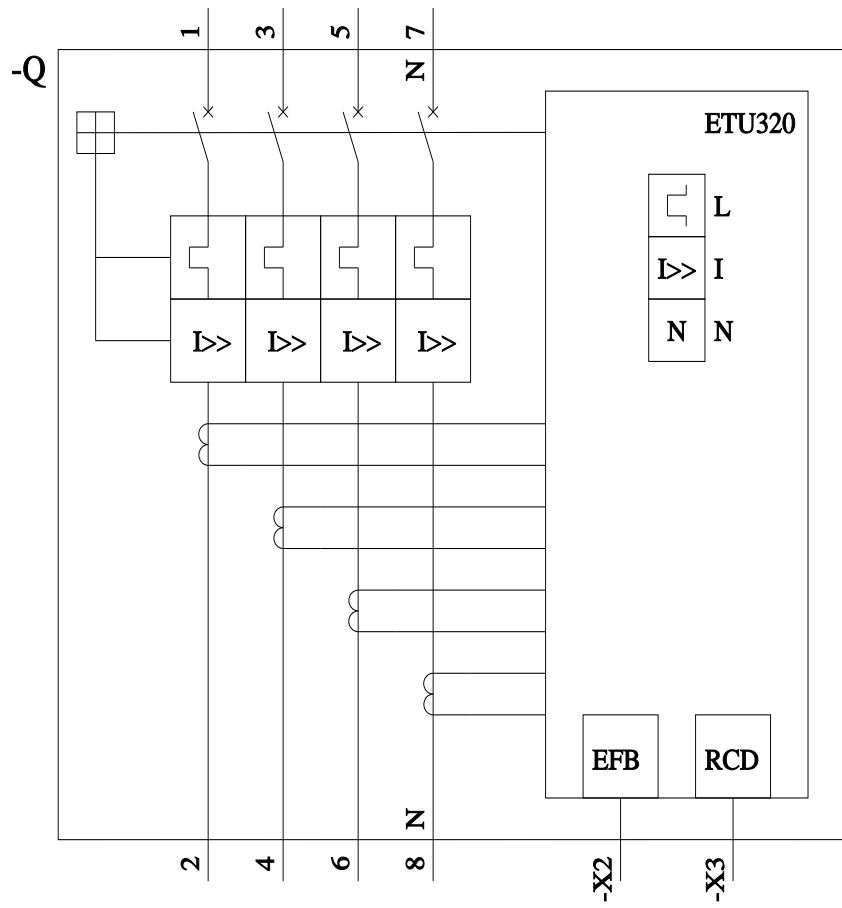 1 3 5 7
-Q N
ETU320
L
I>> I
N N
I>> I>> I>> I>>
EFB RCD
N
2 4 6 8 -X2 -X3